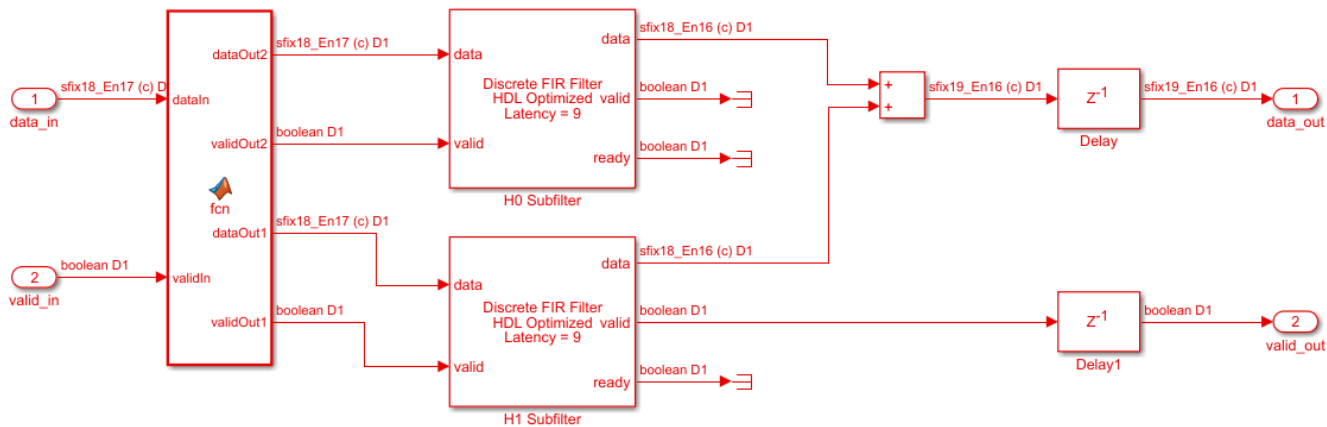 1
data_in
sfix18_En17 (c) D
2
valid_in
boolean D1
dataIn
validIn
dataOut2
validOut2
fcn
dataOut1
validOut1
sfix18_En17 (c) D1
boolean D1
sfix18_En17 (c) D1
boolean D1
data
valid
Discrete FIR Filter
HDL Optimized
Latency = 9
data
valid
ready
H0 Subfilter
sfix18_En16 (c) D1
boolean D1
boolean D1
data
valid
Discrete FIR Filter
HDL Optimized
Latency = 9
data
valid
ready
H1 Subfilter
sfix18_En16 (c) D1
boolean D1
boolean D1
+
+
sfix19_En16 (c) D1
Z-1
Delay
sfix19_En16 (c) D1
1
data_out
Z-1
Delay1
boolean D1
2
valid_out